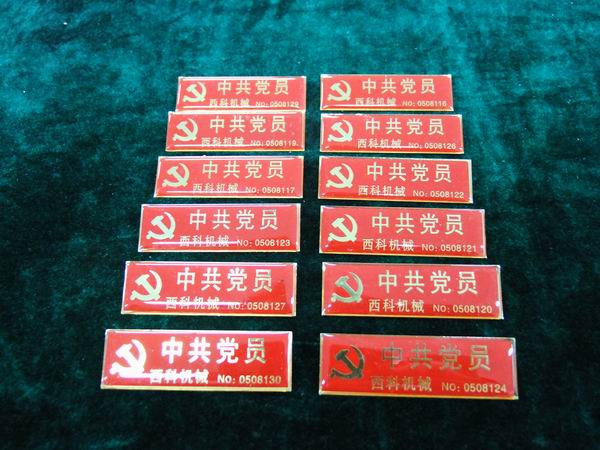 中共党员
西科机械 NO: 0508129
中共党员
西科机械 NO: 0508116
中共党员
西科机械 NO: 0508119
中共党员
西科机械 NO: 0508126
中共党员
西科机械 NO: 0508117
中共党员
西科机械 NO: 0508122
中共党员
西科机械 NO: 0508123
中共党员
西科机械 NO: 0508121
中共党员
西科机械 NO: 0508127
中共党员
西科机械 NO: 0508120
中共党员
西科机械 NO: 0508130
中共党员
西科机械 NO: 0508124